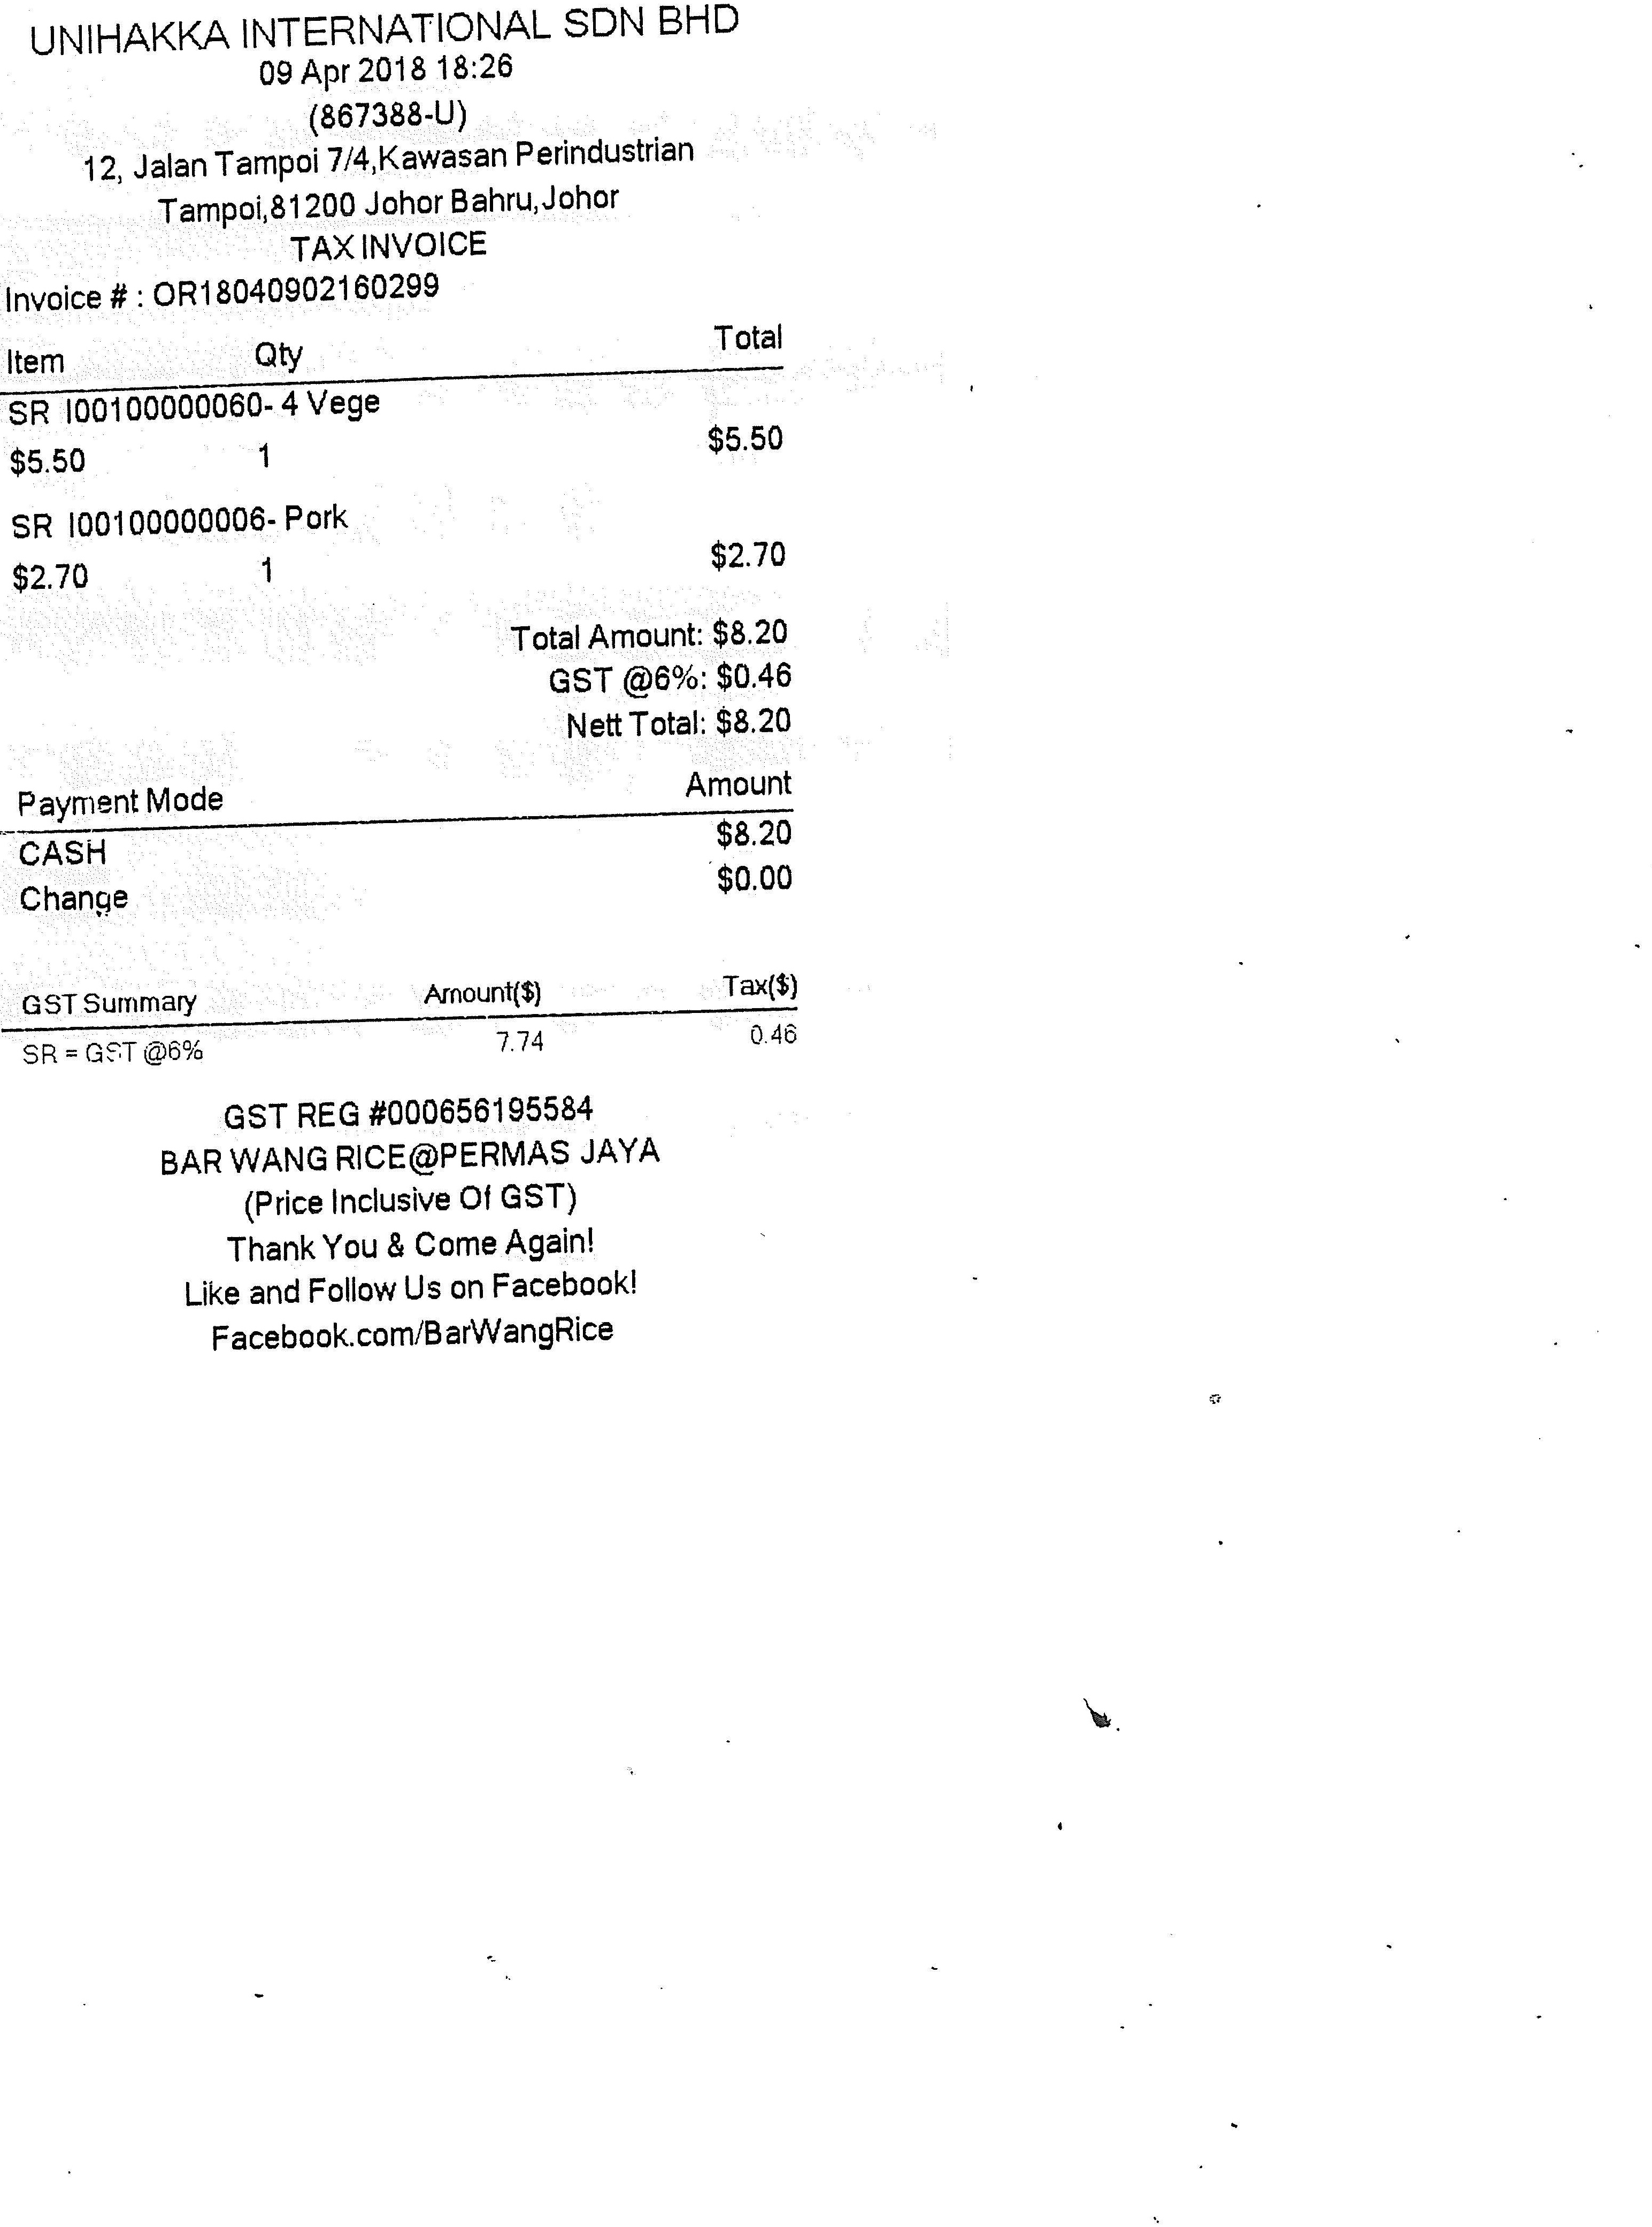 UNIHAKKA INTERNATIONAL SDN BHD
09 Apr 2018 18:26
(867388-U)
12, Jalan Tampoi 7/4,Kawasan Perindustrian
Tampoi,81200 Johor Bahru,Johor
TAX INVOICE
Invoice # : OR18040902160299
Item Qty Total
SR I00100000060- 4 Vege
$5.50 1 $5.50
SR I00100000006- Pork
$2.70 1 $2.70
Total Amount: $8.20
GST @6%: $0.46
Nett Total: $8.20
Payment Mode Amount
CASH $8.20
Change $0.00
GST Summary Amount($) Tax($)
SR = GST @6% 7.74 0.46
GST REG #000656195584
BAR WANG RICE@PERMAS JAYA
(Price Inclusive Of GST)
Thank You & Come Again!
Like and Follow Us on Facebook!
Facebook.com/BarWangRice